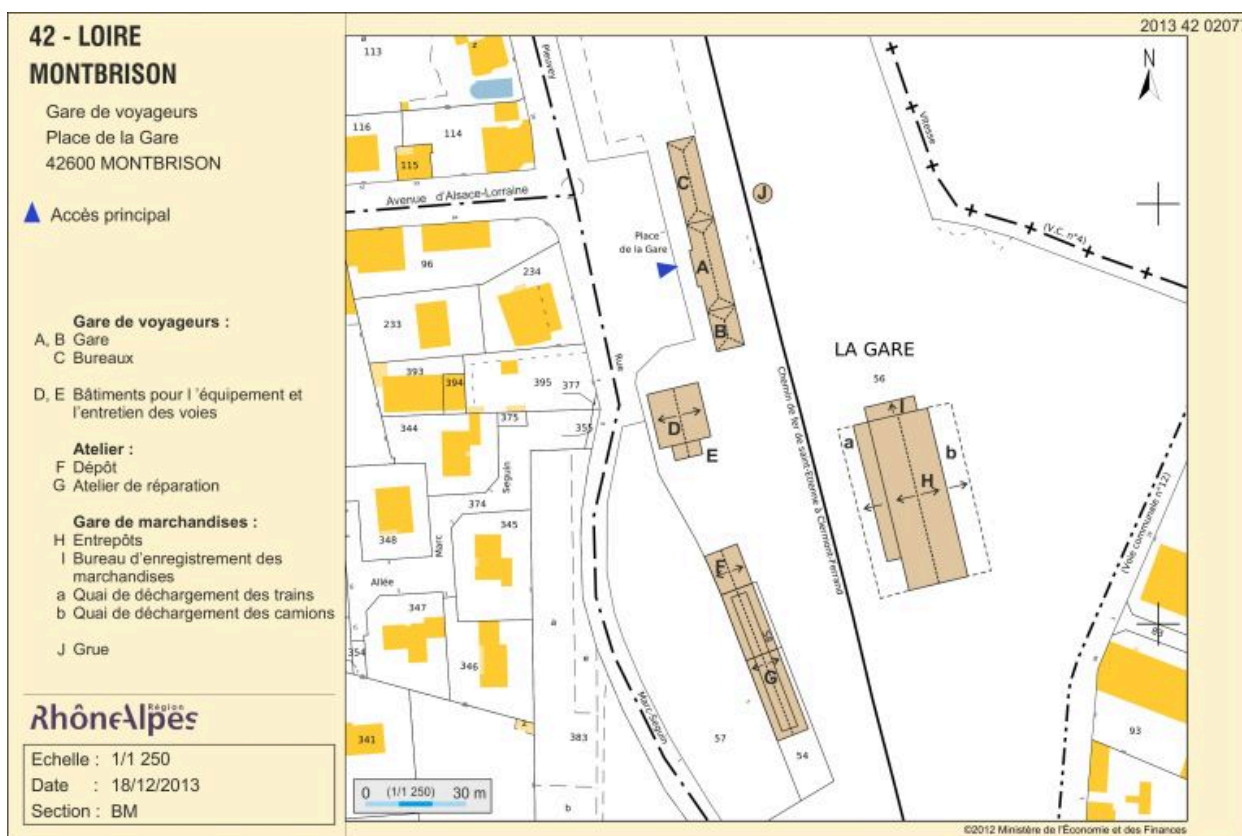 42 - LOIRE
MONTBRISON
Gare de voyageurs
Place de la Gare
42600 MONTBRISON
Accès principal
Gare de voyageurs :
A, B Gare
C Bureaux
D, E Bâtiments pour l 'équipement et
l'entretien des voies
Atelier :
F Dépôt
G Atelier de réparation
Gare de marchandises :
H Entrepôts
I Bureau d'enregistrement des
marchandises
a Quai de déchargement des trains
b Quai de déchargement des camions
J Grue
Région
RhôneAlpes
Echelle : 1/1 250
Date : 18/12/2013
Section : BM
2013 42 02077
N
113
z
116
114
115
Avenue d'Alsace-Lorraine
96
234
233
393
394
395
377
344
375
355
Seguin
374
348
Marc
345
Allée
347
354
346
341
383
a
e
b
Rue
Marc Seguin
57
54
Place
de la Gare
C
A
B
J
D
E
F
58
G
Chemin de fer de saint-Etienne à Clermont-Ferrand
LA GARE
56
I
a
b
H
Vitesse
(V.C. n°4)
(Voie communale n°12)
83
93
0 (1/1 250) 30 m
©2012 Ministère de l'Économie et des Finances